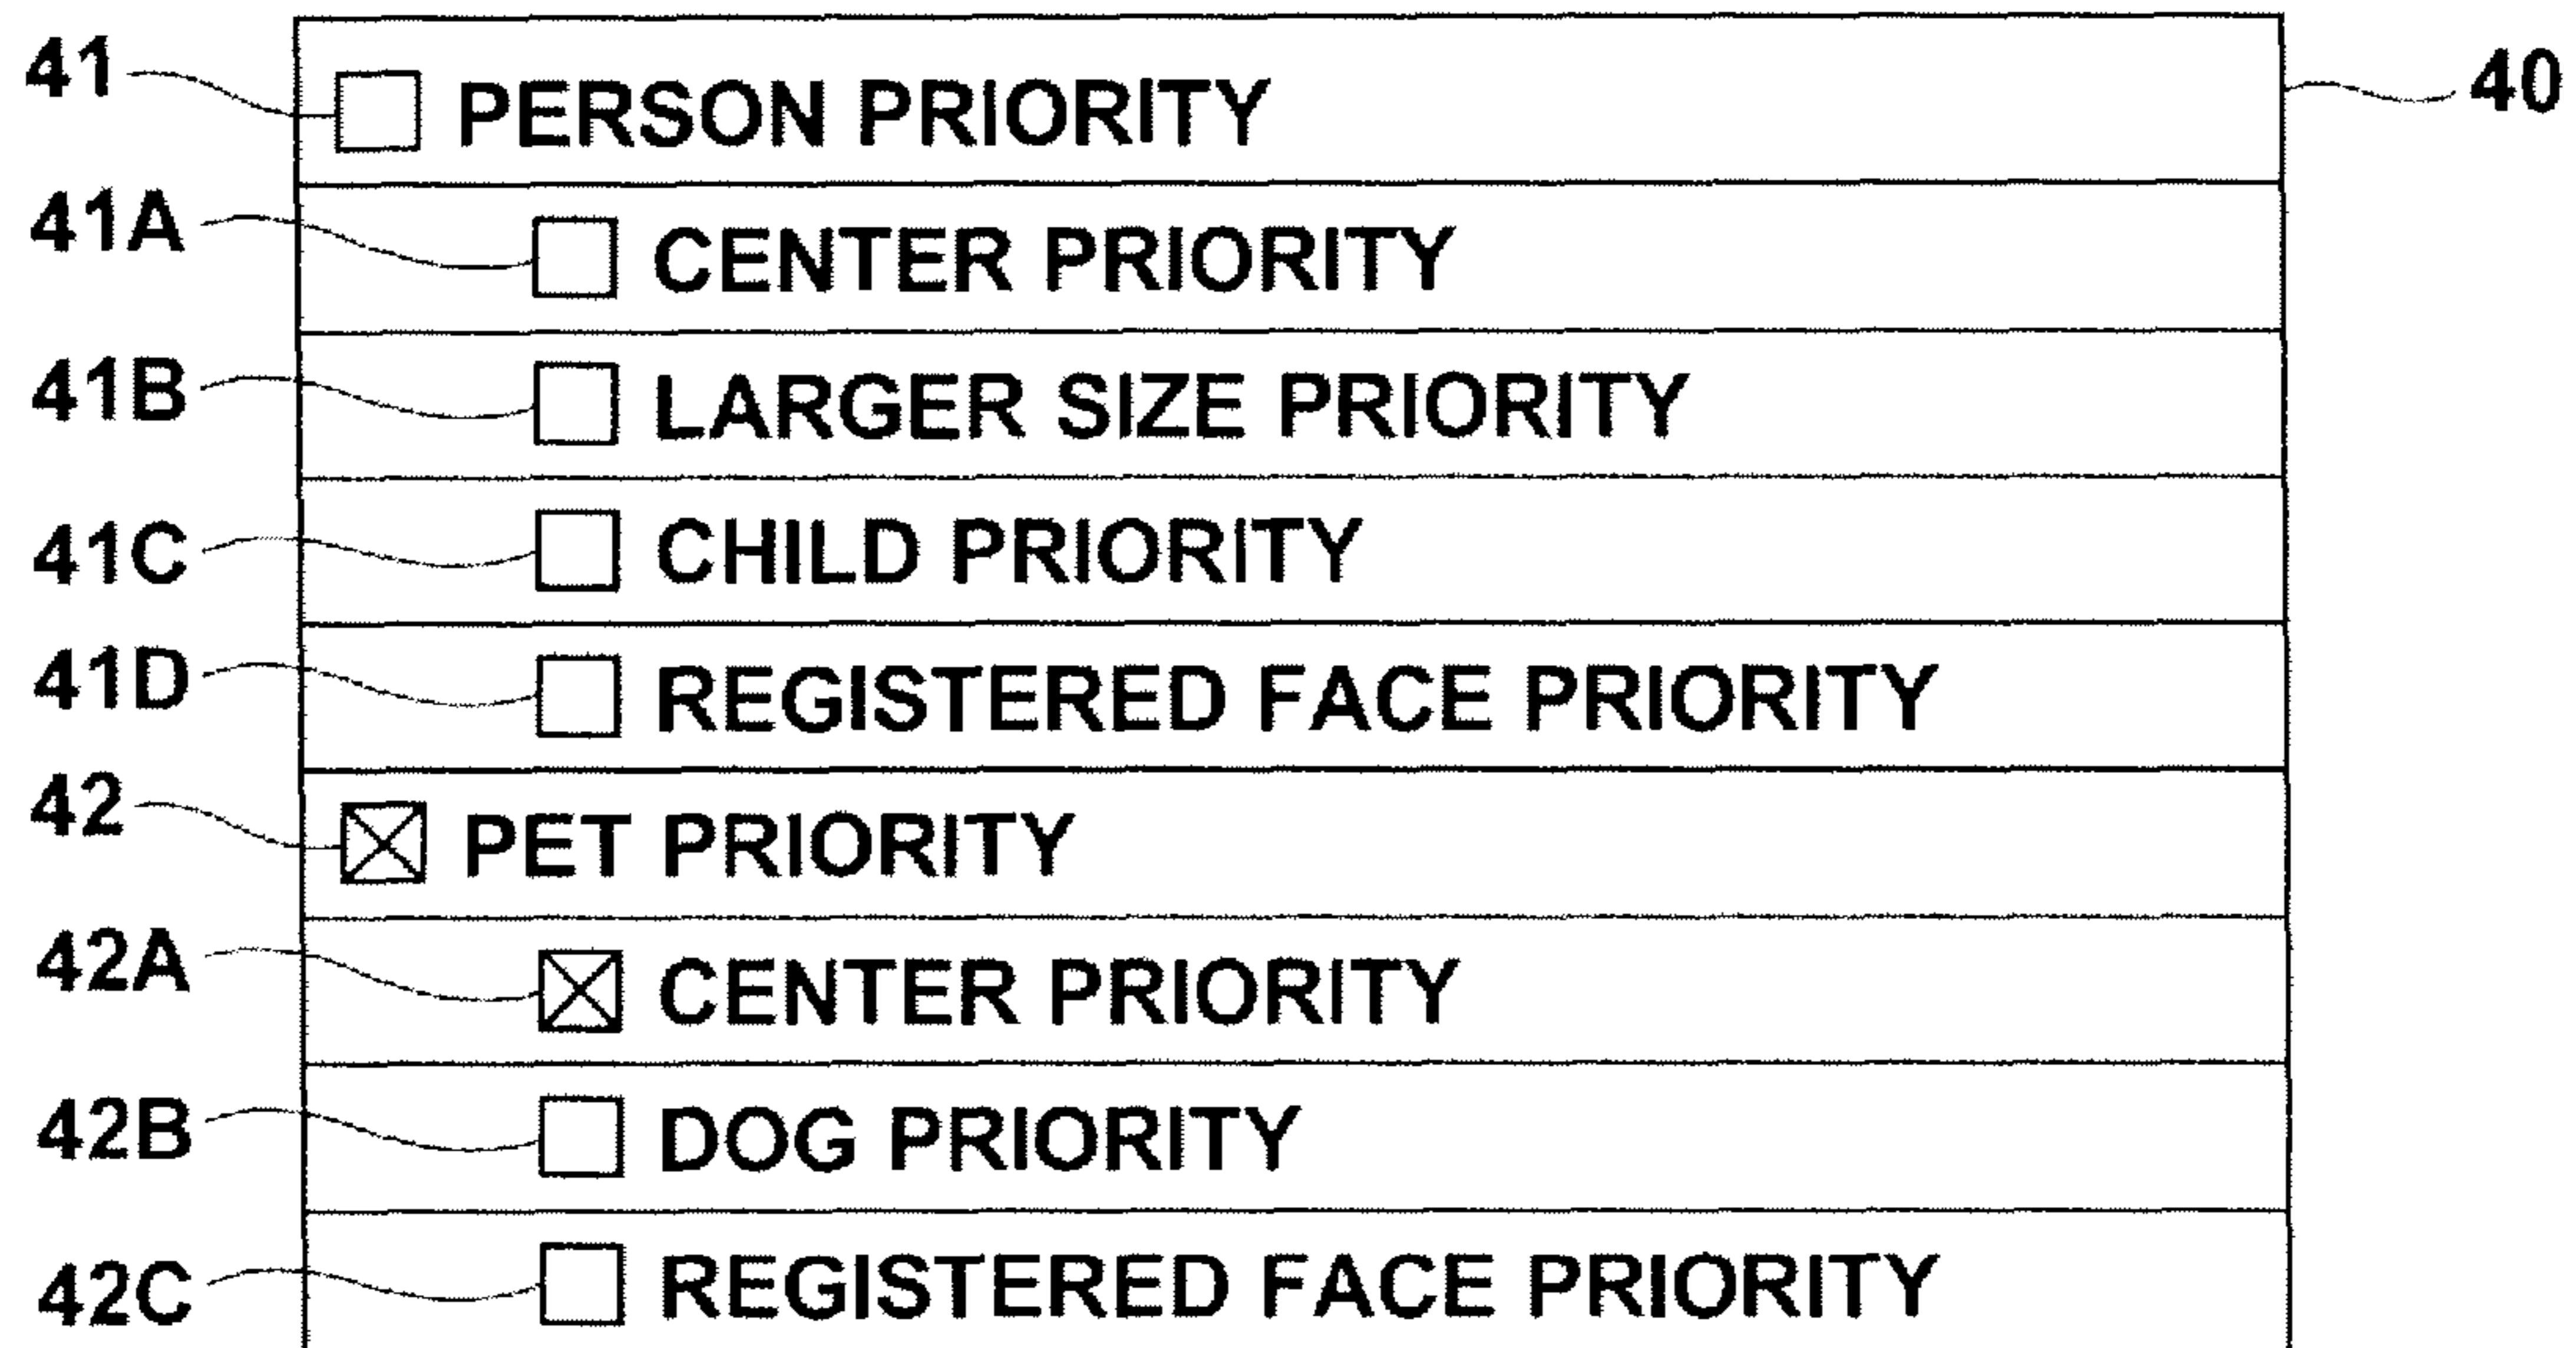 41 PERSON PRIORITY 40
41A CENTER PRIORITY
41B LARGER SIZE PRIORITY
41C CHILD PRIORITY
41D REGISTERED FACE PRIORITY
42 PET PRIORITY
42A CENTER PRIORITY
42B DOG PRIORITY
42C REGISTERED FACE PRIORITY